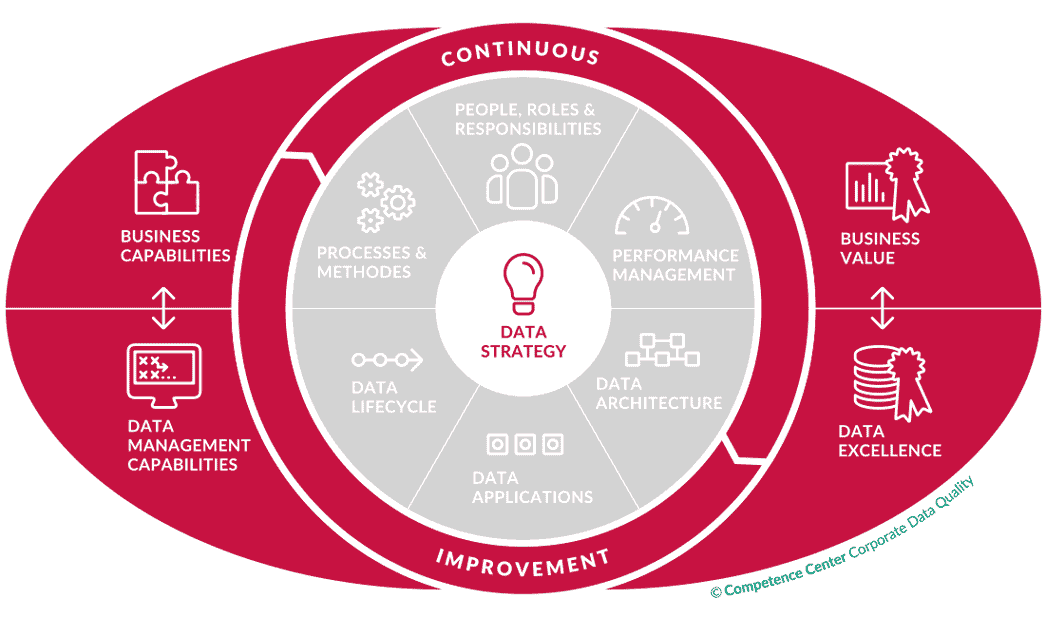 CONTINUOUS
PEOPLE, ROLES &
RESPONSIBILITIES
BUSINESS
CAPABILITIES
PROCESSES &
METHODES
PERFORMANCE
MANAGEMENT
BUSINESS
VALUE
DATA
STRATEGY
DATA
MANAGEMENT
CAPABILITIES
DATA
LIFECYCLE
DATA
ARCHITECTURE
DATA
APPLICATIONS
DATA
EXCELLENCE
IMPROVEMENT
© Competence Center Corporate Data Quality